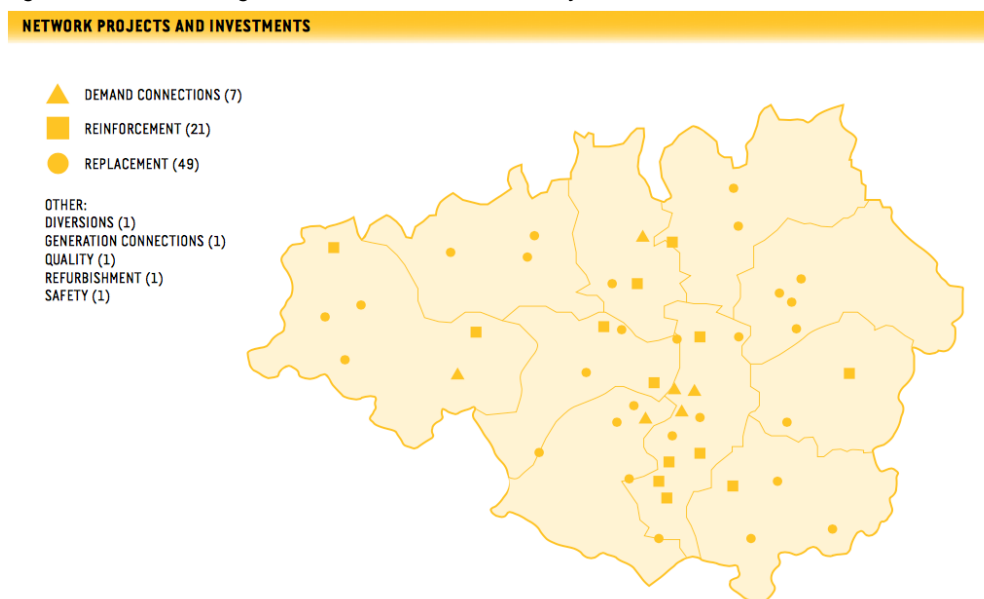 NETWORK PROJECTS AND INVESTMENTS
DEMAND CONNECTIONS (7)
REINFORCEMENT (21)
REPLACEMENT (49)
OTHER:
DIVERSIONS (1)
GENERATION CONNECTIONS (1)
QUALITY (1)
REFURBISHMENT (1)
SAFETY (1)